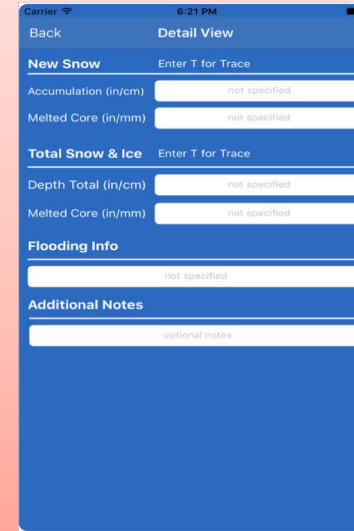 Carrier 6:21 PM
Back Detail View
New Snow Enter T for Trace
Accumulation (in/cm) not specified
Melted Core (in/mm) not specified
Total Snow & Ice Enter T for Trace
Depth Total (in/cm) not specified
Melted Core (in/mm) not specified
Flooding Info
not specified
Additional Notes
optional notes